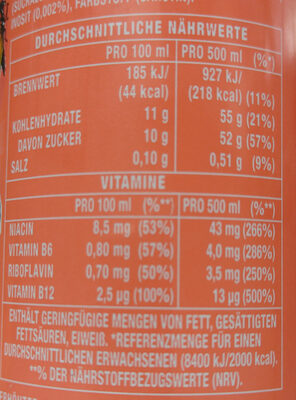 INOSIT (0,002%), FARBSTOFF
DURCHSCHNITTLICHE NÄHRWERTE
PRO 100 ml PRO 500 ml (%*)
BRENNWERT 185 kJ/ 927 kJ/
(44 kcal) (218 kcal) (11%)
KOHLENHYDRATE 11 g 55 g (21%)
DAVON ZUCKER 10 g 52 g (57%)
SALZ 0,10 g 0,51 g (9%)
VITAMINE
PRO 100 ml (%**) PRO 500 ml (%**)
NIACIN 8,5 mg (53%) 43 mg (266%)
VITAMIN B6 0,80 mg (57%) 4,0 mg (286%)
RIBOFLAVIN 0,70 mg (50%) 3,5 mg (250%)
VITAMIN B12 2,5 µg (100%) 13 µg (500%)
ENTHÄLT GERINGFÜGIGE MENGEN VON FETT, GESÄTTIGTEN
FETTSÄUREN, EIWEIß. *REFERENZMENGE FÜR EINEN
DURCHSCHNITTLICHEN ERWACHSENEN (8400 kJ/2000 kcal).
**% DER NÄHRSTOFFBEZUGSWERTE (NRV).